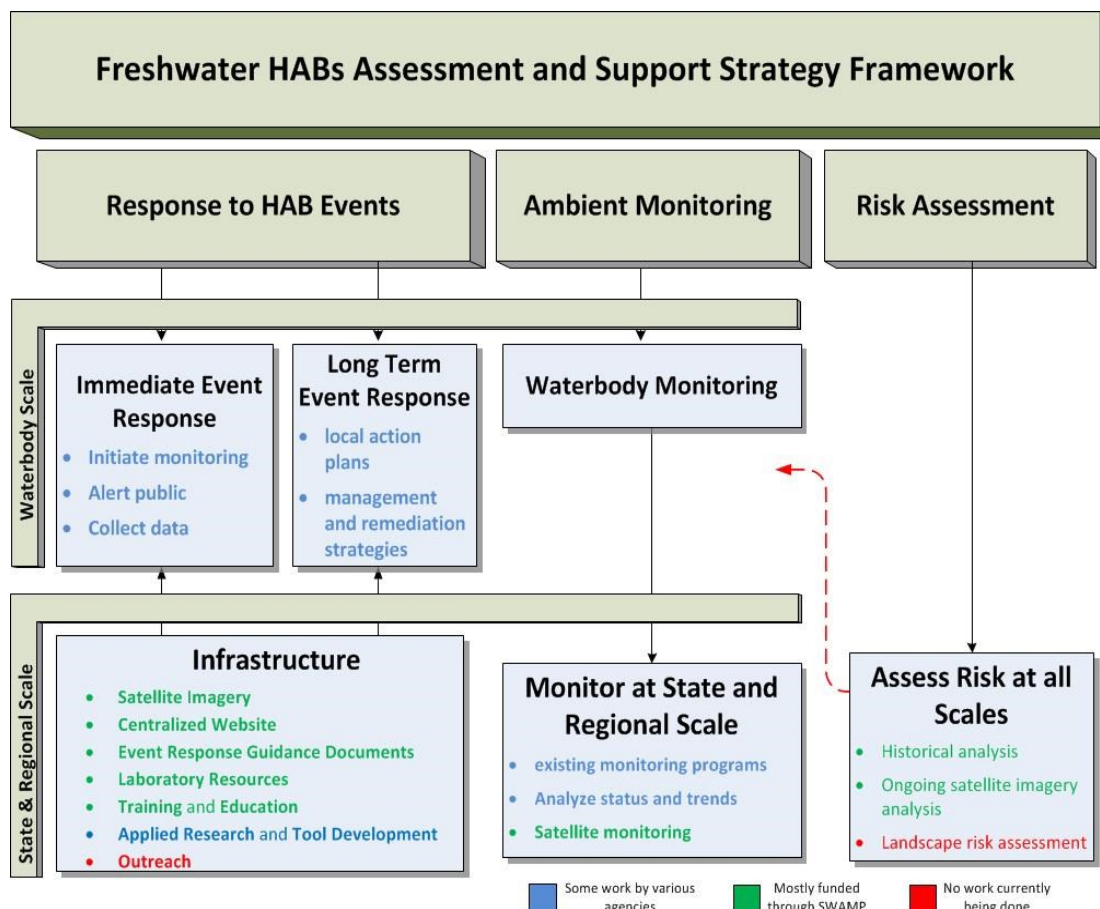 Freshwater HABs Assessment and Support Strategy Framework
Response to HAB Events
Ambient Monitoring
Risk Assessment
Waterbody Scale
Immediate Event
Response
• Initiate monitoring
• Alert public
• Collect data
Long Term
Event Response
• local action
plans
• management
and remediation
strategies
Waterbody Monitoring
State & Regional Scale
Infrastructure
• Satellite Imagery
• Centralized Website
• Event Response Guidance Documents
• Laboratory Resources
• Training and Education
• Applied Research and Tool Development
• Outreach
Monitor at State and
Regional Scale
• existing monitoring programs
• Analyze status and trends
• Satellite monitoring
Assess Risk at all
Scales
• Historical analysis
• Ongoing satellite imagery
analysis
• Landscape risk assessment
Some work by various
agencies
Mostly funded
through SWAMP
No work currently
being done